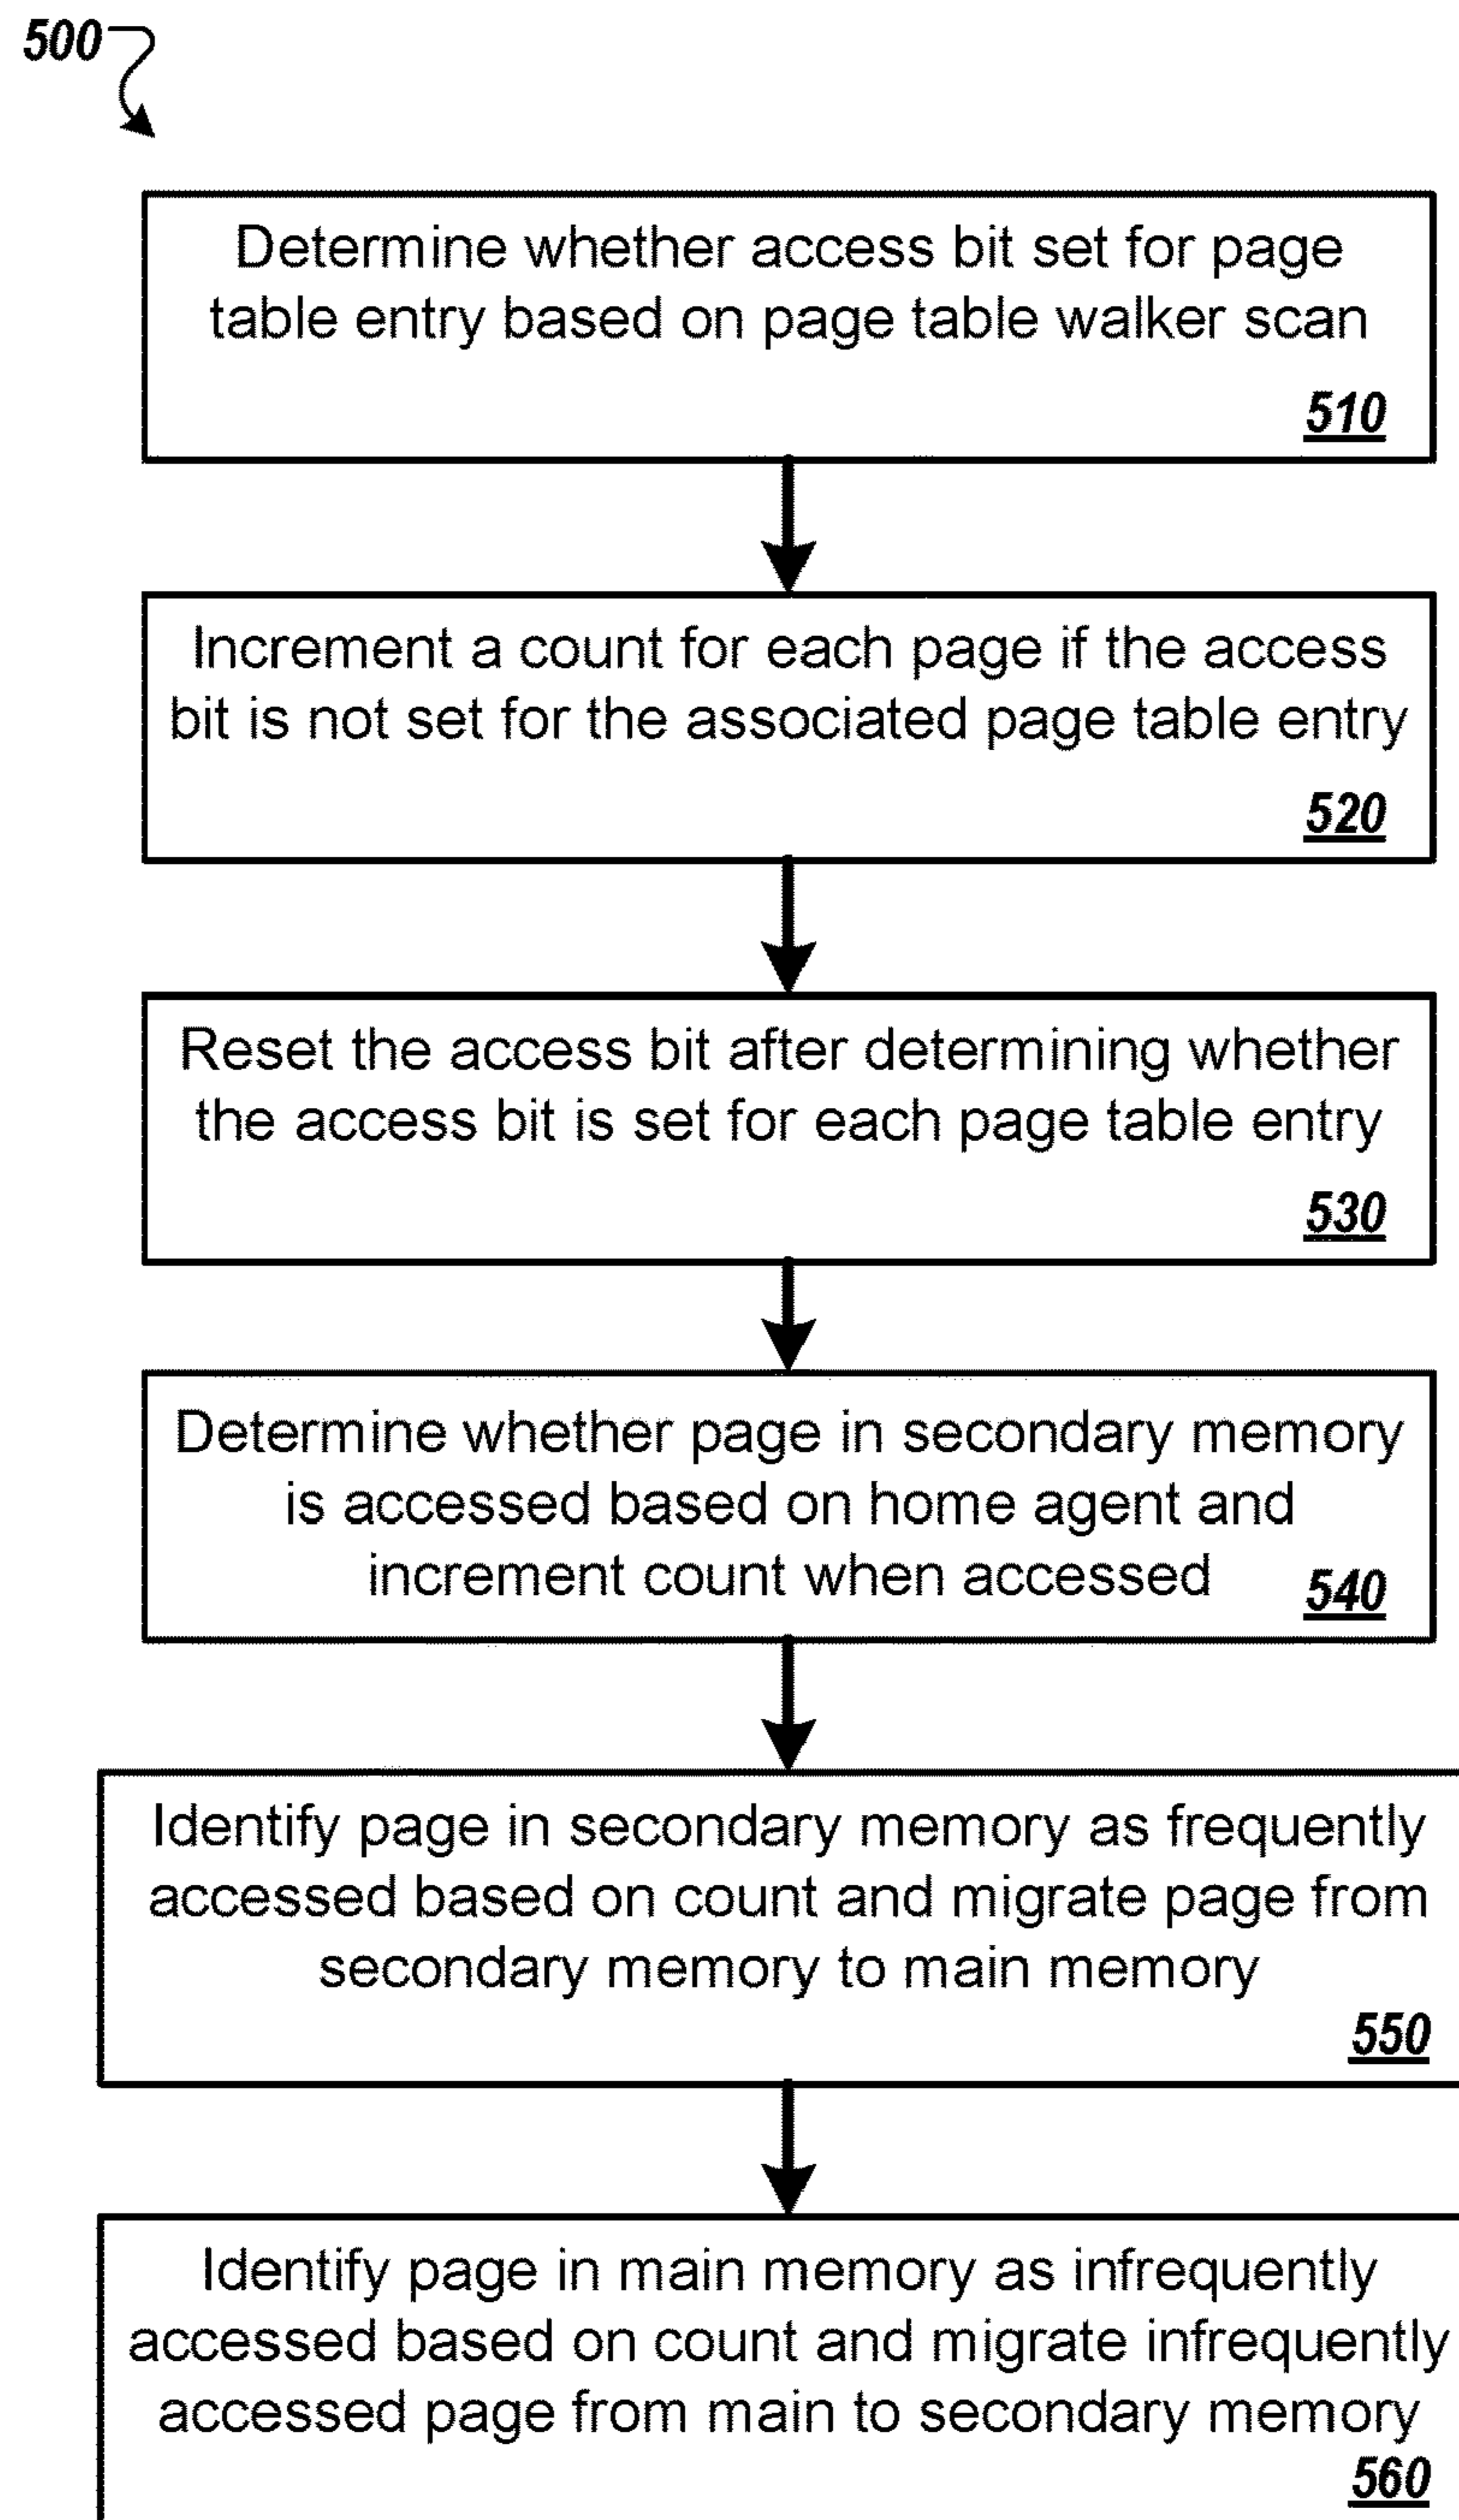 500
Determine whether access bit set for page
table entry based on page table walker scan
510
Increment a count for each page if the access
bit is not set for the associated page table entry
520
Reset the access bit after determining whether
the access bit is set for each page table entry
530
Determine whether page in secondary memory
is accessed based on home agent and
increment count when accessed
540
Identify page in secondary memory as frequently
accessed based on count and migrate page from
secondary memory to main memory
550
Identify page in main memory as infrequently
accessed based on count and migrate infrequently
accessed page from main to secondary memory
560